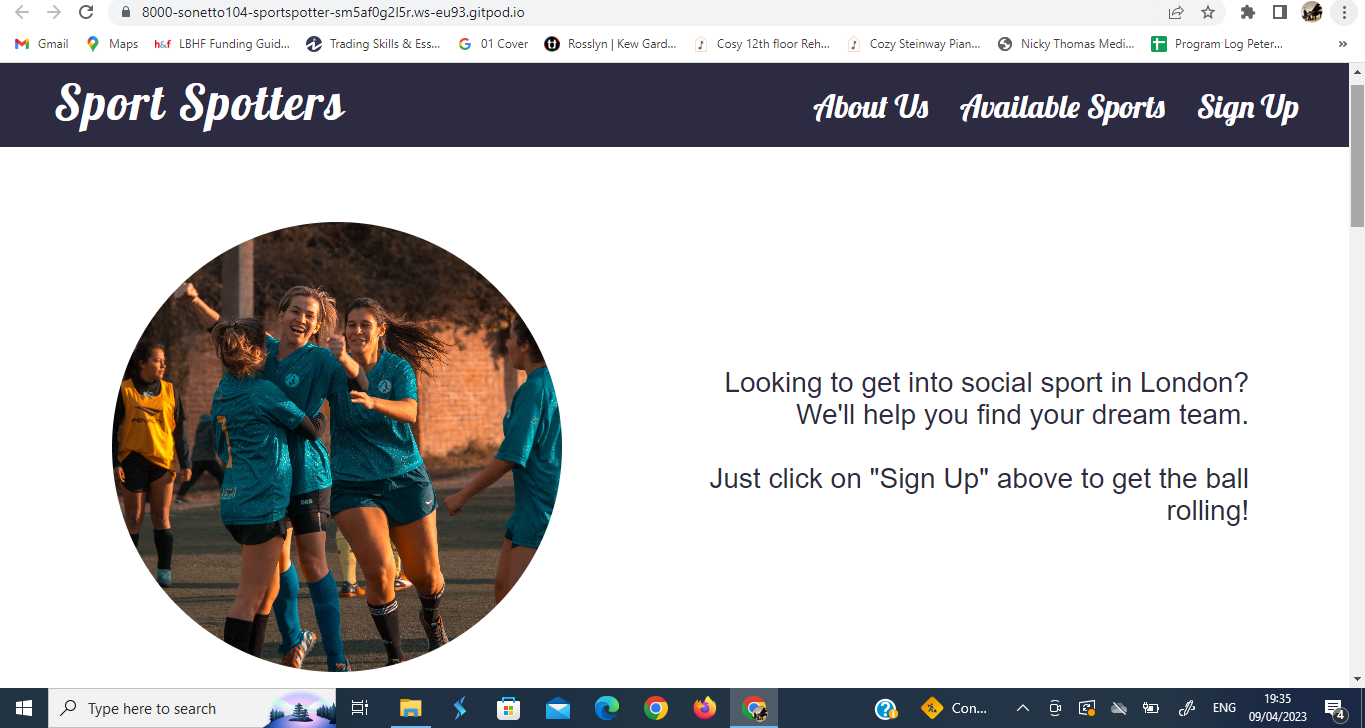 8000-sonetto104-sportspotter-sm5af0g2l5r.ws-eu93.gitpod.io
Gmail Maps h&f LBHF Funding Guid... Trading Skills & Ess... 01 Cover Rosslyn | Kew Gard... Cosy 12th floor Reh... Cozy Steinway Pian... Nicky Thomas Medi... Program Log Peter... »
Sport Spotters About Us Available Sports Sign Up
Looking to get into social sport in London?
We'll help you find your dream team.
Just click on "Sign Up" above to get the ball
rolling!
Type here to search Con... ENG 19:35
09/04/2023 4